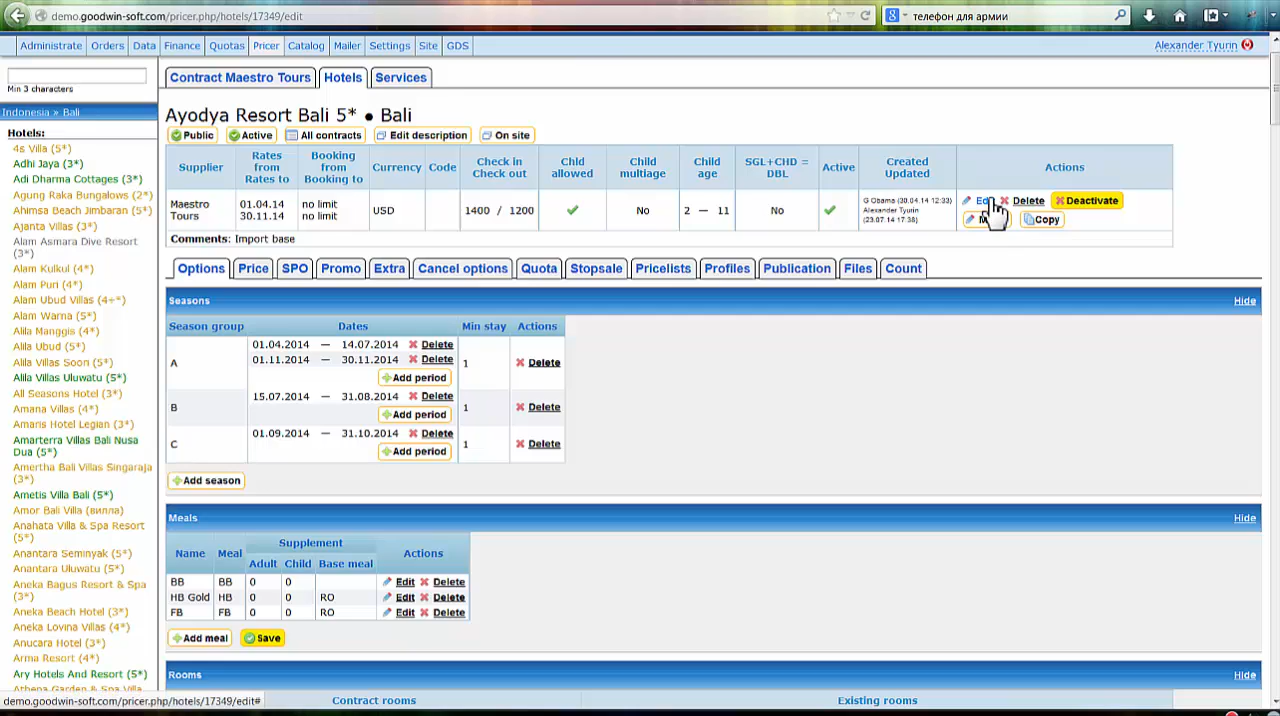 demo.goodwin-soft.com/pricer.php/hotels/17349/edit
телефон для армии
Administrate Orders Data Finance Quotas Pricer Catalog Mailer Settings Site GDS
Alexander Tyurin
Min 3 characters
Contract Maestro Tours Hotels Services
Indonesia » Bali
Hotels:
4s Villa (5*)
Adhi Jaya (3*)
Adi Dharma Cottages (3*)
Agung Raka Bungalows (2*)
Ahimsa Beach Jimbaran (5*)
Ajanta Villas (3*)
Alam Asmara Dive Resort
(3*)
Alam Kulkul (4*)
Alam Puri (4*)
Alam Ubud Villas (4+*)
Alam Warna (5*)
Alila Manggis (4*)
Alila Ubud (5*)
Alila Villas Soori (5*)
Alila Villas Uluwatu (5*)
All Seasons Hotel (3*)
Amana Villas (4*)
Amaris Hotel Legian (3*)
Amarterra Villas Bali Nusa
Dua (5*)
Amertha Bali Villas Singaraja
(3*)
Ametis Villa Bali (5*)
Amor Bali Villa (вилла)
Anahata Villa & Spa Resort
(5*)
Anantara Seminyak (5*)
Anantara Uluwatu (5*)
Aneka Bagus Resort & Spa
(3*)
Aneka Beach Hotel (3*)
Aneka Lovina Villas (4*)
Anucara Hotel (3*)
Arma Resort (4*)
Ary Hotels And Resort (5*)
Athena Garden & Spa Villa
Ayodya Resort Bali 5* ● Bali
Public Active All contracts Edit description On site
Supplier
Rates
from
Rates to
Booking
from
Booking to
Currency
Code
Check in
Check out
Chld
allowed
Child
multiage
Child
age
SGL+CHD =
DBL
Active
Created
Updated
Actions
Maestro
Tours
01.04.14
30.11.14
no limit
no limit
USD
1400 / 1200
No
2 — 11
No
G Obama (30.04.14 12:33)
Alexander Tyurin
(23.07.14 17:38)
Delete Deactivate
Copy
Comments: Import base
Options Price SPO Promo Extra Cancel options Quota Stopsale Pricelists Profiles Publication Files Count
Seasons Hide
Season group Dates Min stay Actions
A
01.04.2014 — 14.07.2014 Delete
01.11.2014 — 30.11.2014 Delete
Add period
1
Delete
B
15.07.2014 — 31.08.2014 Delete
Add period
1
Delete
C
01.09.2014 — 31.10.2014 Delete
Add period
1
Delete
Add season
Meals Hide
Name Meal Supplement Actions
Adult Child Base meal
BB BB 0 0 Edit Delete
HB Gold HB 0 0 RO Edit Delete
FB FB 0 0 RO Edit Delete
Add meal Save
Rooms Hide
Contract rooms Existing rooms
demo.goodwin-soft.com/pricer.php/hotels/17349/edit#